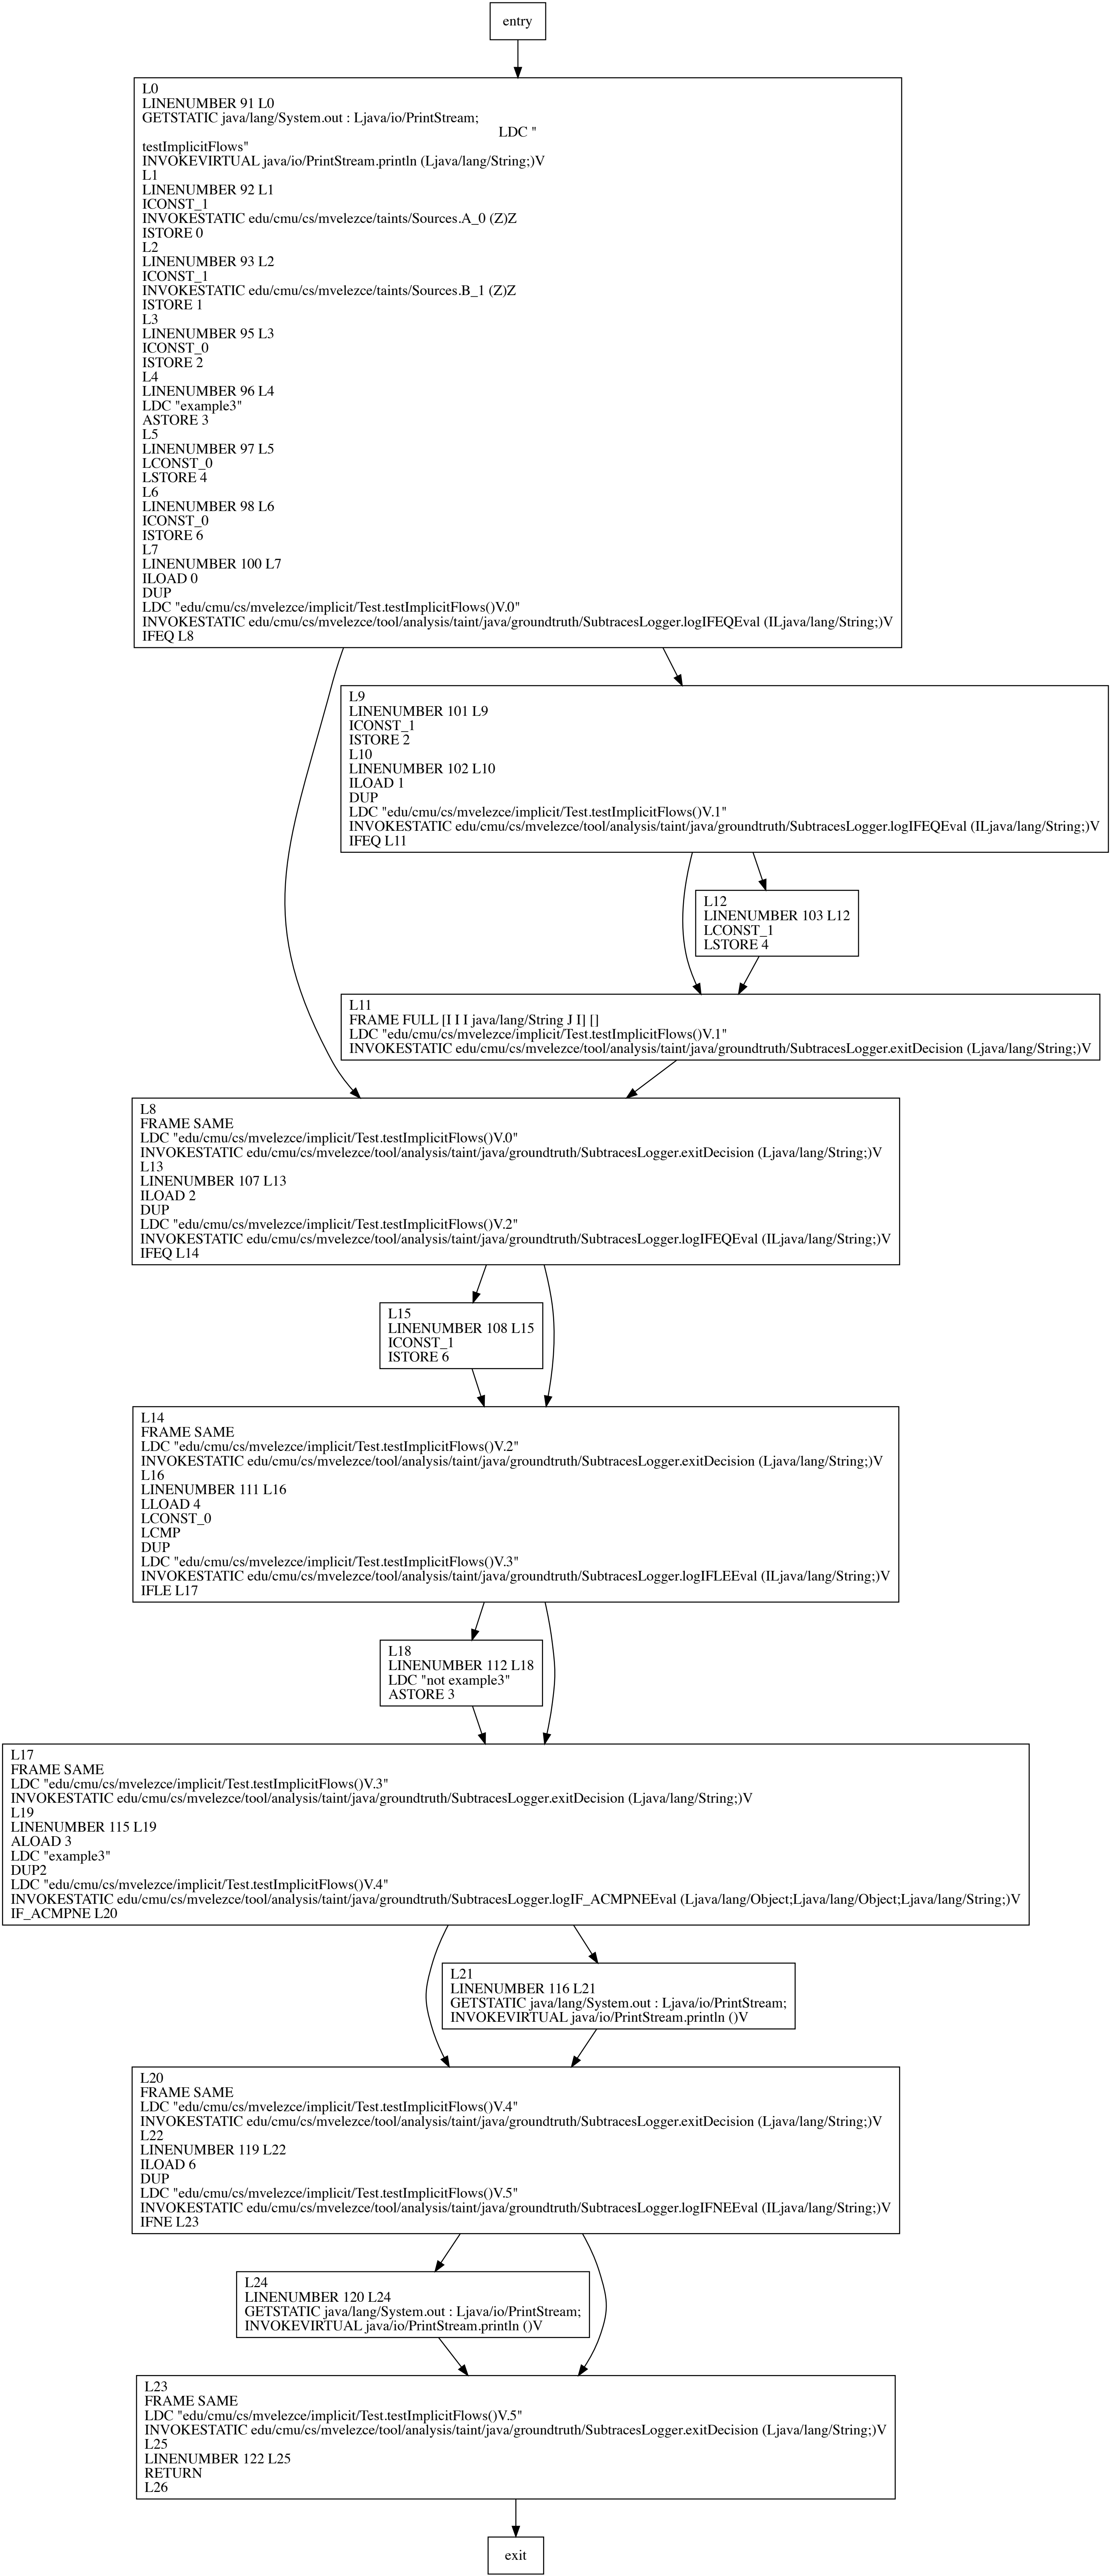 entry
L0
LINENUMBER 91 L0
GETSTATIC java/lang/System.out : Ljava/io/PrintStream;
LDC "
testImplicitFlows"
INVOKEVIRTUAL java/io/PrintStream.println (Ljava/lang/String;)V
L1
LINENUMBER 92 L1
ICONST_1
INVOKESTATIC edu/cmu/cs/mvelezce/taints/Sources.A_0 (Z)Z
ISTORE 0
L2
LINENUMBER 93 L2
ICONST_1
INVOKESTATIC edu/cmu/cs/mvelezce/taints/Sources.B_1 (Z)Z
ISTORE 1
L3
LINENUMBER 95 L3
ICONST_0
ISTORE 2
L4
LINENUMBER 96 L4
LDC "example3"
ASTORE 3
L5
LINENUMBER 97 L5
LCONST_0
LSTORE 4
L6
LINENUMBER 98 L6
ICONST_0
ISTORE 6
L7
LINENUMBER 100 L7
ILOAD 0
DUP
LDC "edu/cmu/cs/mvelezce/implicit/Test.testImplicitFlows()V.0"
INVOKESTATIC edu/cmu/cs/mvelezce/tool/analysis/taint/java/groundtruth/SubtracesLogger.logIFEQEval (ILjava/lang/String;)V
IFEQ L8
L9
LINENUMBER 101 L9
ICONST_1
ISTORE 2
L10
LINENUMBER 102 L10
ILOAD 1
DUP
LDC "edu/cmu/cs/mvelezce/implicit/Test.testImplicitFlows()V.1"
INVOKESTATIC edu/cmu/cs/mvelezce/tool/analysis/taint/java/groundtruth/SubtracesLogger.logIFEQEval (ILjava/lang/String;)V
IFEQ L11
L12
LINENUMBER 103 L12
LCONST_1
LSTORE 4
L11
FRAME FULL [I I I java/lang/String J I] []
LDC "edu/cmu/cs/mvelezce/implicit/Test.testImplicitFlows()V.1"
INVOKESTATIC edu/cmu/cs/mvelezce/tool/analysis/taint/java/groundtruth/SubtracesLogger.exitDecision (Ljava/lang/String;)V
L8
FRAME SAME
LDC "edu/cmu/cs/mvelezce/implicit/Test.testImplicitFlows()V.0"
INVOKESTATIC edu/cmu/cs/mvelezce/tool/analysis/taint/java/groundtruth/SubtracesLogger.exitDecision (Ljava/lang/String;)V
L13
LINENUMBER 107 L13
ILOAD 2
DUP
LDC "edu/cmu/cs/mvelezce/implicit/Test.testImplicitFlows()V.2"
INVOKESTATIC edu/cmu/cs/mvelezce/tool/analysis/taint/java/groundtruth/SubtracesLogger.logIFEQEval (ILjava/lang/String;)V
IFEQ L14
L15
LINENUMBER 108 L15
ICONST_1
ISTORE 6
L14
FRAME SAME
LDC "edu/cmu/cs/mvelezce/implicit/Test.testImplicitFlows()V.2"
INVOKESTATIC edu/cmu/cs/mvelezce/tool/analysis/taint/java/groundtruth/SubtracesLogger.exitDecision (Ljava/lang/String;)V
L16
LINENUMBER 111 L16
LLOAD 4
LCONST_0
LCMP
DUP
LDC "edu/cmu/cs/mvelezce/implicit/Test.testImplicitFlows()V.3"
INVOKESTATIC edu/cmu/cs/mvelezce/tool/analysis/taint/java/groundtruth/SubtracesLogger.logIFLEEval (ILjava/lang/String;)V
IFLE L17
L18
LINENUMBER 112 L18
LDC "not example3"
ASTORE 3
L17
FRAME SAME
LDC "edu/cmu/cs/mvelezce/implicit/Test.testImplicitFlows()V.3"
INVOKESTATIC edu/cmu/cs/mvelezce/tool/analysis/taint/java/groundtruth/SubtracesLogger.exitDecision (Ljava/lang/String;)V
L19
LINENUMBER 115 L19
ALOAD 3
LDC "example3"
DUP2
LDC "edu/cmu/cs/mvelezce/implicit/Test.testImplicitFlows()V.4"
INVOKESTATIC edu/cmu/cs/mvelezce/tool/analysis/taint/java/groundtruth/SubtracesLogger.logIF_ACMPNEEval (Ljava/lang/Object;Ljava/lang/Object;Ljava/lang/String;)V
IF_ACMPNE L20
L21
LINENUMBER 116 L21
GETSTATIC java/lang/System.out : Ljava/io/PrintStream;
INVOKEVIRTUAL java/io/PrintStream.println ()V
L20
FRAME SAME
LDC "edu/cmu/cs/mvelezce/implicit/Test.testImplicitFlows()V.4"
INVOKESTATIC edu/cmu/cs/mvelezce/tool/analysis/taint/java/groundtruth/SubtracesLogger.exitDecision (Ljava/lang/String;)V
L22
LINENUMBER 119 L22
ILOAD 6
DUP
LDC "edu/cmu/cs/mvelezce/implicit/Test.testImplicitFlows()V.5"
INVOKESTATIC edu/cmu/cs/mvelezce/tool/analysis/taint/java/groundtruth/SubtracesLogger.logIFNEEval (ILjava/lang/String;)V
IFNE L23
L24
LINENUMBER 120 L24
GETSTATIC java/lang/System.out : Ljava/io/PrintStream;
INVOKEVIRTUAL java/io/PrintStream.println ()V
L23
FRAME SAME
LDC "edu/cmu/cs/mvelezce/implicit/Test.testImplicitFlows()V.5"
INVOKESTATIC edu/cmu/cs/mvelezce/tool/analysis/taint/java/groundtruth/SubtracesLogger.exitDecision (Ljava/lang/String;)V
L25
LINENUMBER 122 L25
RETURN
L26
exit